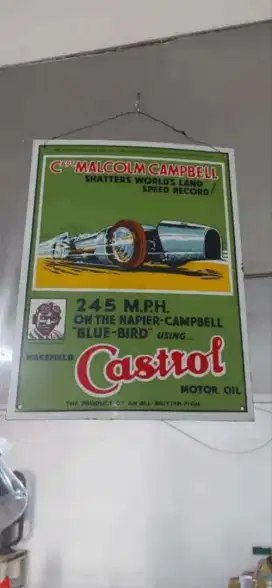 CAPT. MALCOLM CAMPBELL
SHATTERS WORLD'S LAND
SPEED RECORD!
245 M.P.H.
ON THE NAPIER-CAMPBELL
"BLUE-BIRD" USING...
WAKEFIELD
Castrol
MOTOR OIL
THE PRODUCT OF AN ALL-BRITISH FIRM